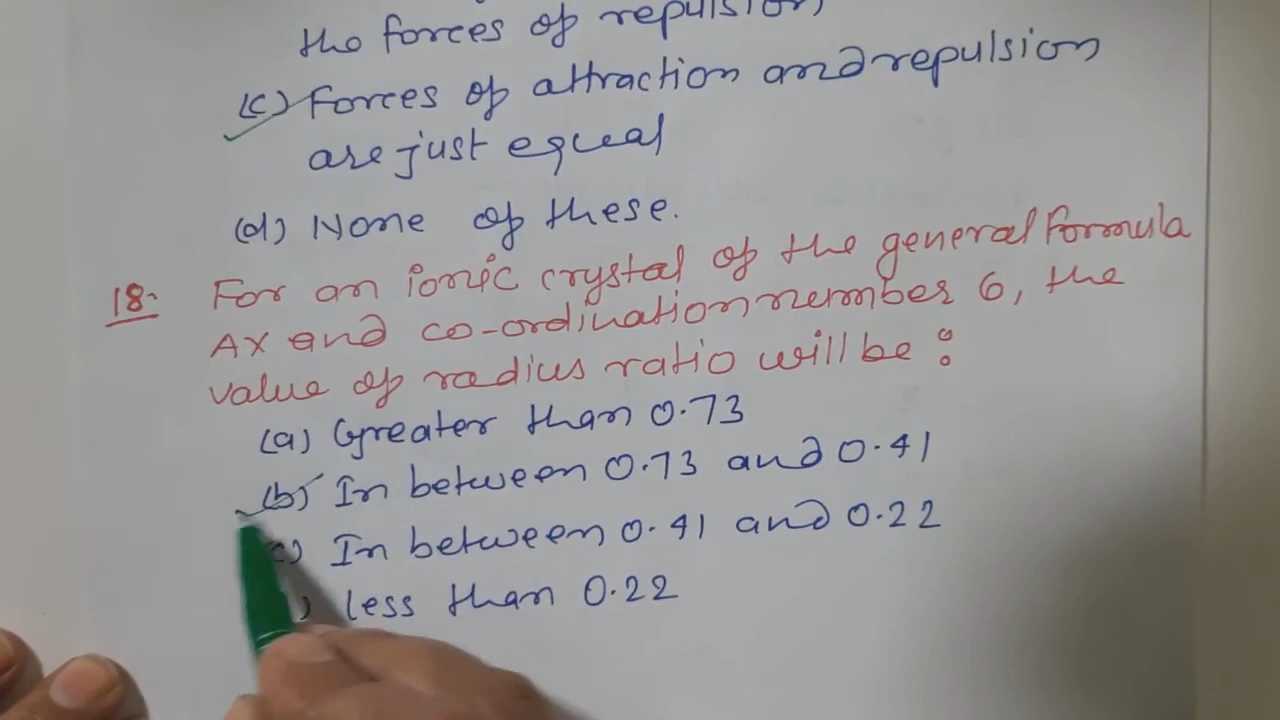 the forces of repulsion,
(c) Forces of attraction and repulsion
are just equal
(d) None of these.
18. For an ionic crystal of the general formula
AX and co-ordination number 6, the
value of radius ratio will be :
(a) Greater than 0.73
(b) In between 0.73 and 0.41
(c) In between 0.41 and 0.22
) less than 0.22